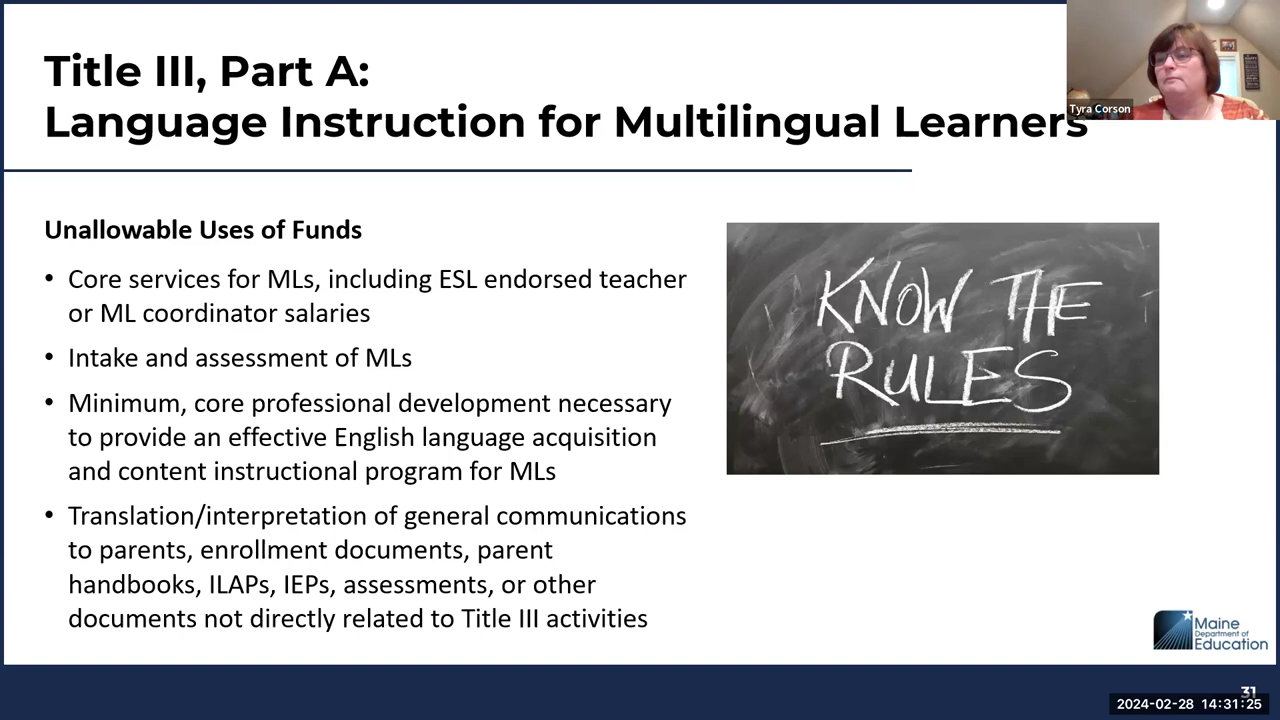 Title III, Part A:
Language Instruction for Multilingual Learners
Tyra Corson
Unallowable Uses of Funds
• Core services for MLs, including ESL endorsed teacher
or ML coordinator salaries
• Intake and assessment of MLs
• Minimum, core professional development necessary
to provide an effective English language acquisition
and content instructional program for MLs
• Translation/interpretation of general communications
to parents, enrollment documents, parent
handbooks, ILAPs, IEPs, assessments, or other
documents not directly related to Title III activities
KNOW THE
RULES
Maine
Department of
Education
31
2024-02-28 14:31:25